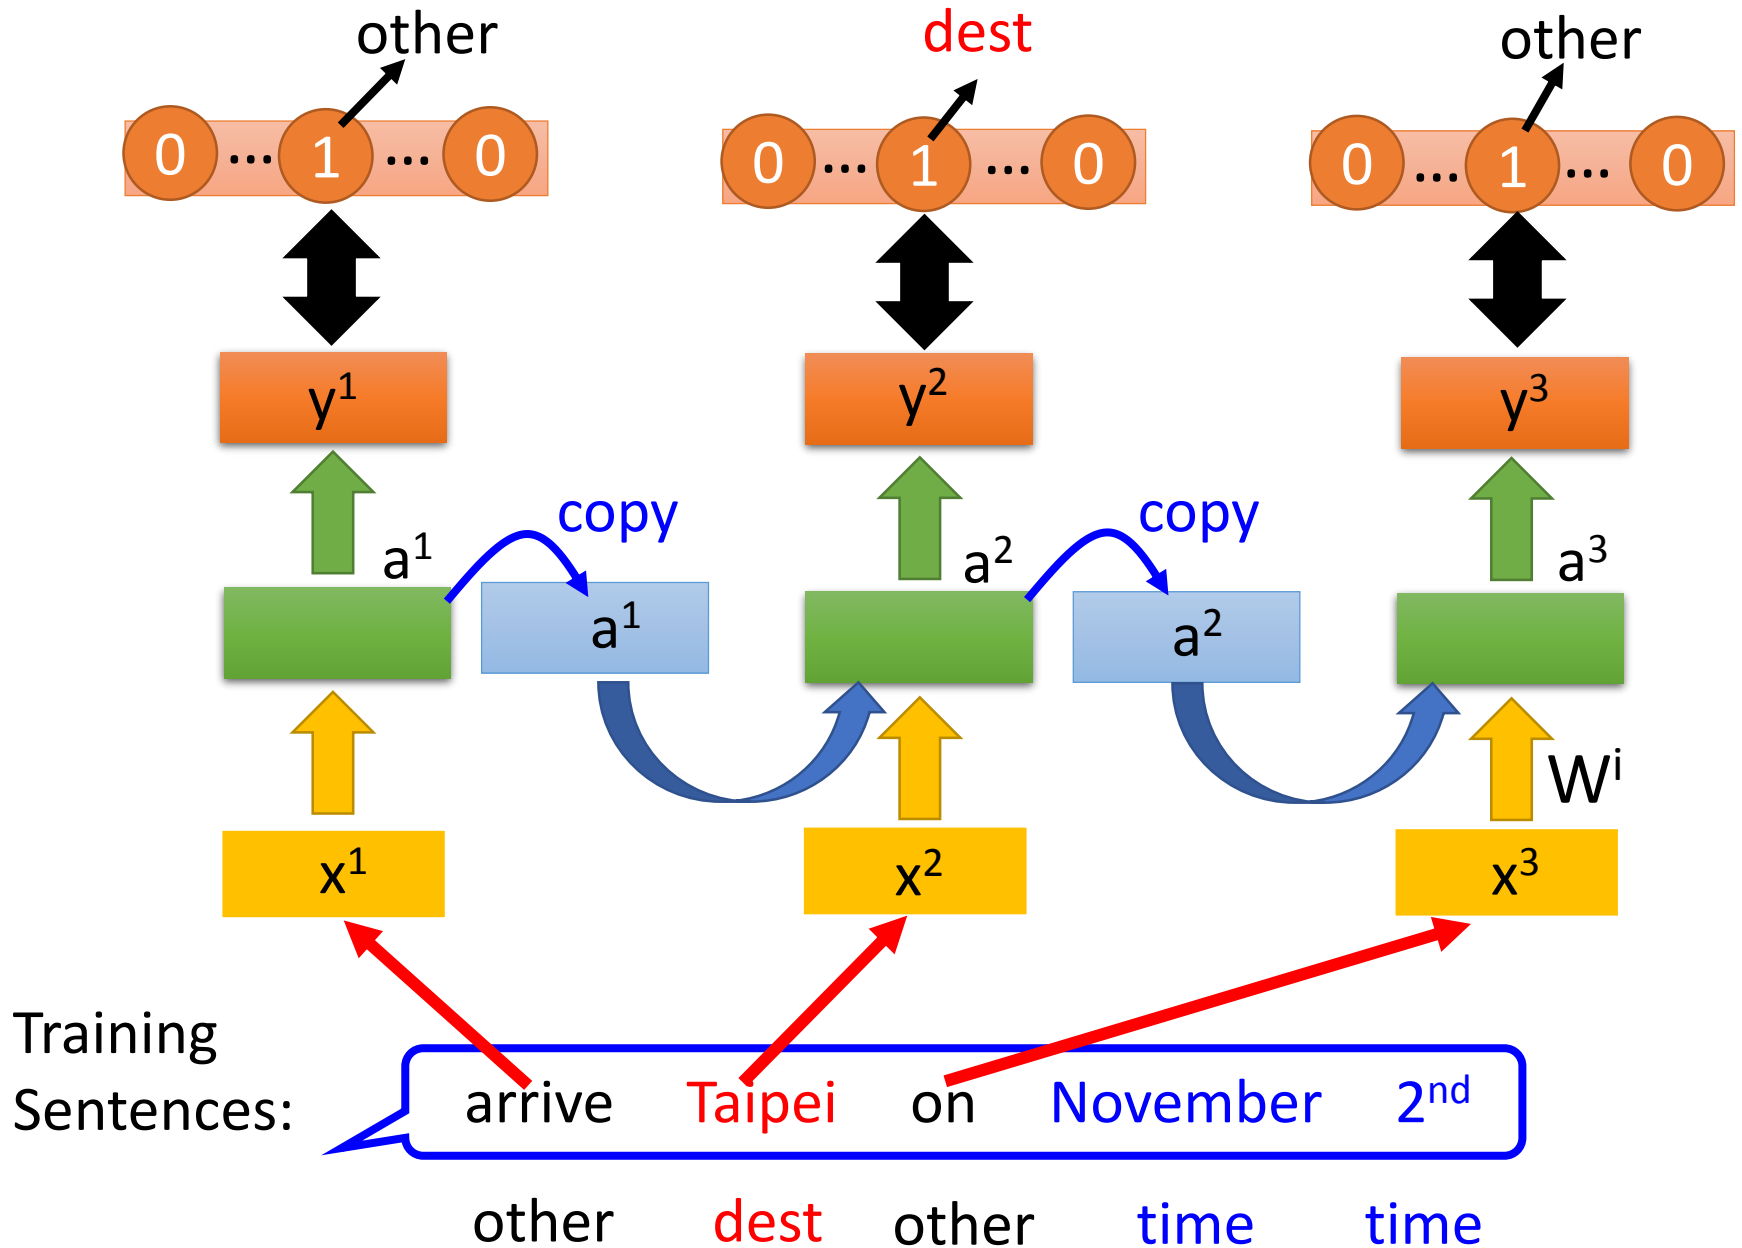 other dest other
0 ... 1 ... 0 0 ... 1 ... 0 0 ... 1 ... 0
y¹ y² y³
copy copy
a¹ a² a³
a¹ a²
Wⁱ
x¹ x² x³
Training
Sentences:
arrive Taipei on November 2ⁿᵈ
other dest other time time